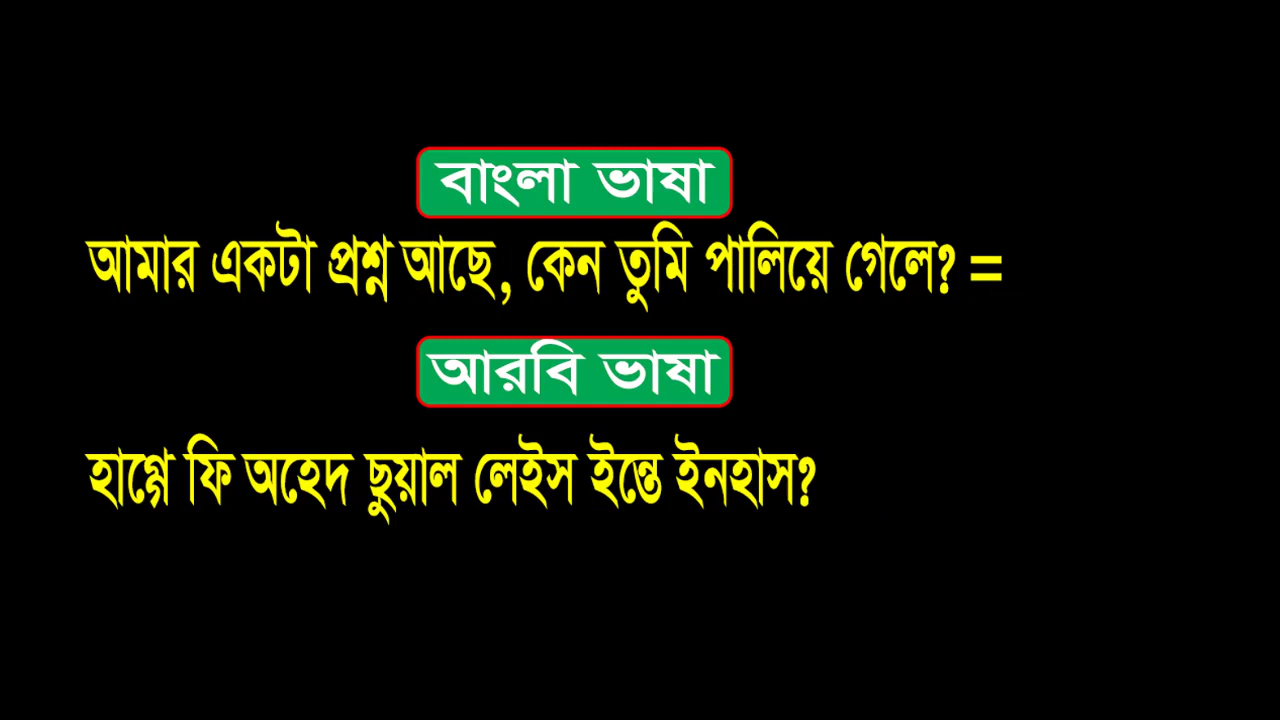 বাংলা ভাষা
আমার একটা প্রশ্ন আছে, কেন তুমি পালিয়ে গেলে? =
আরবি ভাষা
হাগ্গে ফি অহেদ ছুয়াল লেইস ইন্তে ইনহাস?